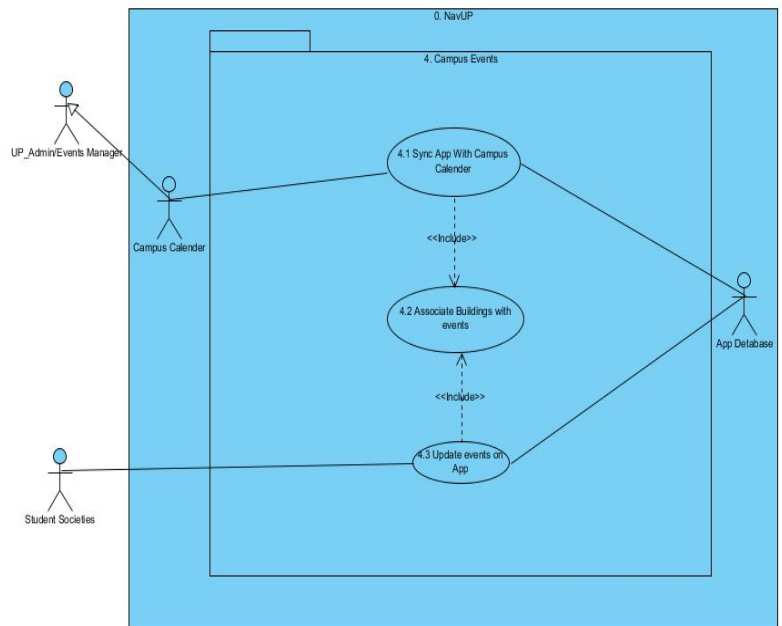 0. NavUP
4. Campus Events
UP_Admin/Events Manager
4.1 Sync App With Campus
Calender
Campus Calender
<<Include>>
4.2 Associate Buildings with
events
App Detabase
<<Include>>
4.3 Update events on
App
Student Societies